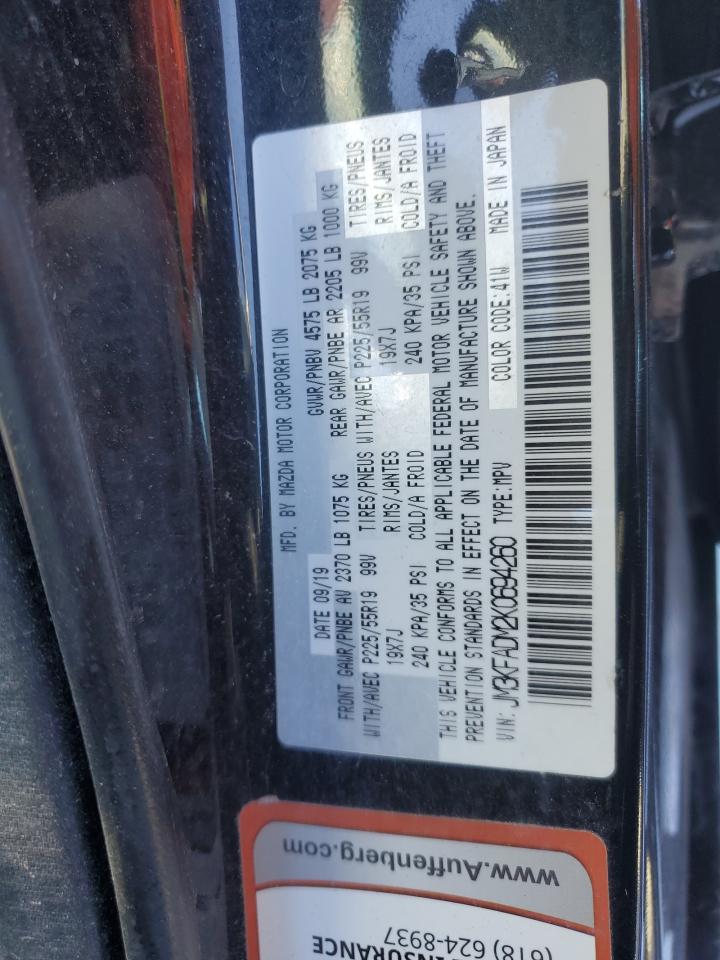 MFD. BY MAZDA MOTOR CORPORATION
DATE 09/19 GVWR/PNBV 4575 LB 2075 KG
FRONT GAWR/PNBE AV 2370 LB 1075 KG REAR GAWR/PNBE AR 2205 LB 1000 KG
WITH/AVEC P225/55R19 99V TIRES/PNEUS WITH/AVEC P225/55R19 99V TIRES/PNEUS
19X7J RIMS/JANTES 19X7J RIMS/JANTES
240 KPA/35 PSI COLD/A FROID 240 KPA/35 PSI COLD/A FROID
THIS VEHICLE CONFORMS TO ALL APPLICABLE FEDERAL MOTOR VEHICLE SAFETY AND THEFT
PREVENTION STANDARDS IN EFFECT ON THE DATE OF MANUFACTURE SHOWN ABOVE.
VIN: JM3KFADM2K0694260 TYPE:MPV COLOR CODE:41W MADE IN JAPAN
www.Auffenberg.com
(618) 624-8937
INSURANCE